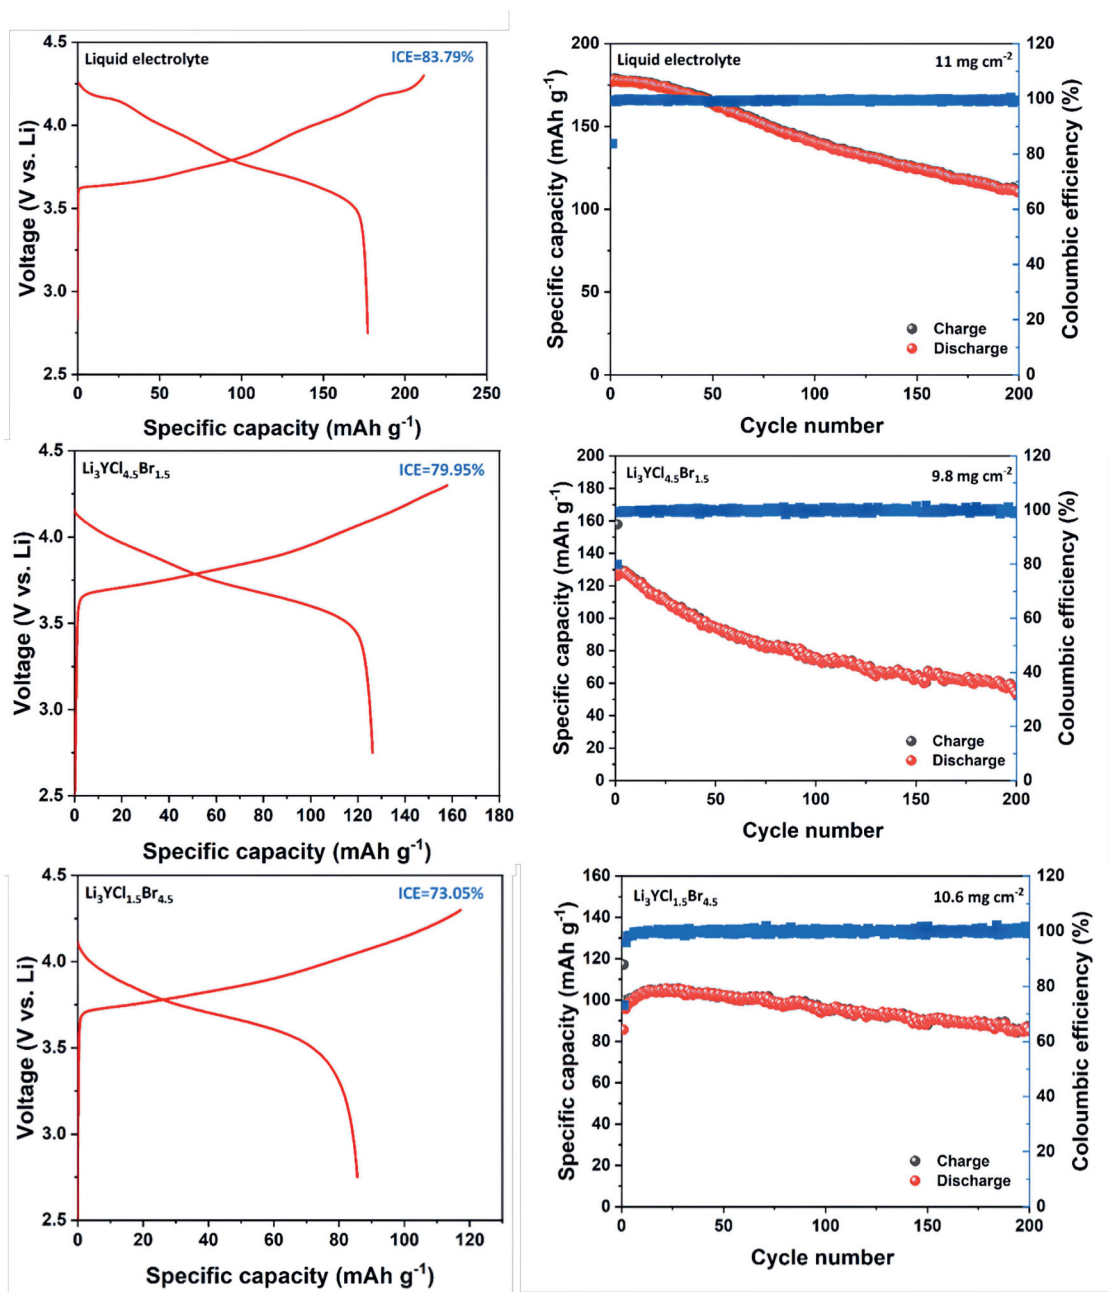 Liquid electrolyte
ICE=83.79%
Voltage (V vs. Li)
4.5
4.0
3.5
3.0
2.5
0 50 100 150 200 250
Specific capacity (mAh g⁻¹)
Liquid electrolyte
11 mg cm⁻²
Specific capacity (mAh g⁻¹)
200
150
100
50
0
120
100
80
60
40
20
0
Coloumbic efficiency (%)
Charge
Discharge
0 50 100 150 200
Cycle number
Li₃YCl₄.₅Br₁.₅
ICE=79.95%
Voltage (V vs. Li)
4.5
4.0
3.5
3.0
2.5
0 20 40 60 80 100 120 140 160 180
Specific capacity (mAh g⁻¹)
Li₃YCl₄.₅Br₁.₅
9.8 mg cm⁻²
Specific capacity (mAh g⁻¹)
200
180
160
140
120
100
80
60
40
20
0
120
100
80
60
40
20
0
Coloumbic efficiency (%)
Charge
Discharge
0 50 100 150 200
Cycle number
Li₃YCl₁.₅Br₄.₅
ICE=73.05%
Voltage (V vs. Li)
4.5
4.0
3.5
3.0
2.5
0 20 40 60 80 100 120
Specific capacity (mAh g⁻¹)
Li₃YCl₁.₅Br₄.₅
10.6 mg cm⁻²
Specific capacity (mAh g⁻¹)
160
140
120
100
80
60
40
20
0
120
100
80
60
40
20
0
Coloumbic efficiency (%)
Charge
Discharge
0 50 100 150 200
Cycle number